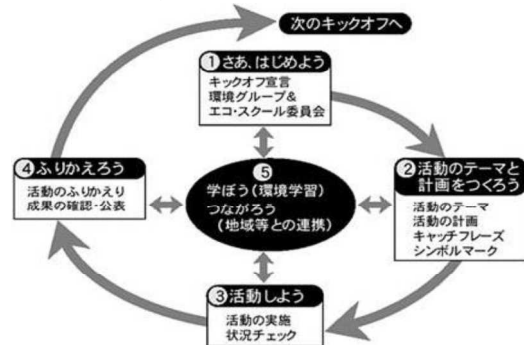 次のキックオフへ
①さあ、はじめよう
キックオフ宣言
環境グループ&
エコ・スクール委員会
②活動のテーマと
計画をつくろう
活動のテーマ
活動の計画
キャッチフレーズ
シンボルマーク
③活動しよう
活動の実施
状況チェック
④ふりかえろう
活動のふりかえり
成果の確認・公表
⑤
学ぼう(環境学習)
つながろう
(地域等との連携)